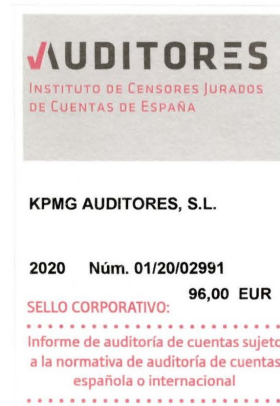 AUDITORES
INSTITUTO DE CENSORES JURADOS
DE CUENTAS DE ESPAÑA
KPMG AUDITORES, S.L.
2020 Núm. 01/20/02991
96,00 EUR
SELLO CORPORATIVO:
Informe de auditoría de cuentas sujeto
a la normativa de auditoría de cuentas
española o internacional